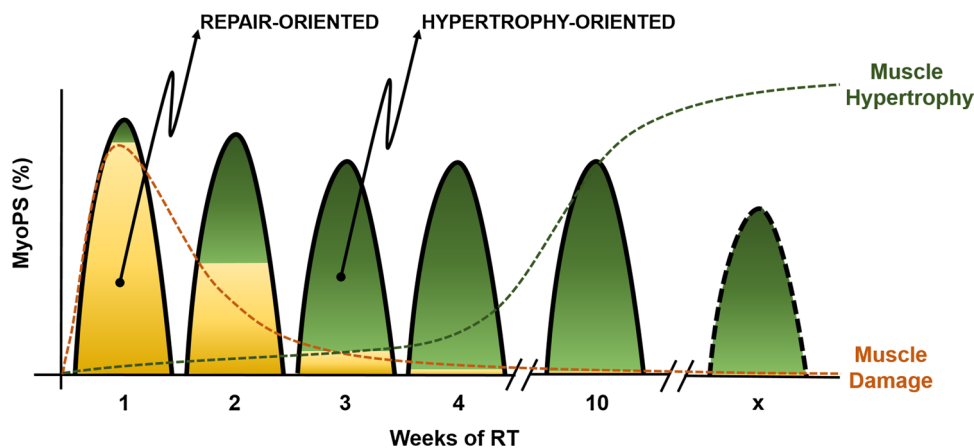 REPAIR-ORIENTED
HYPERTROPHY-ORIENTED
Muscle
Hypertrophy
MyoPS (%)
Muscle
Damage
1
2
3
4
10
x
Weeks of RT